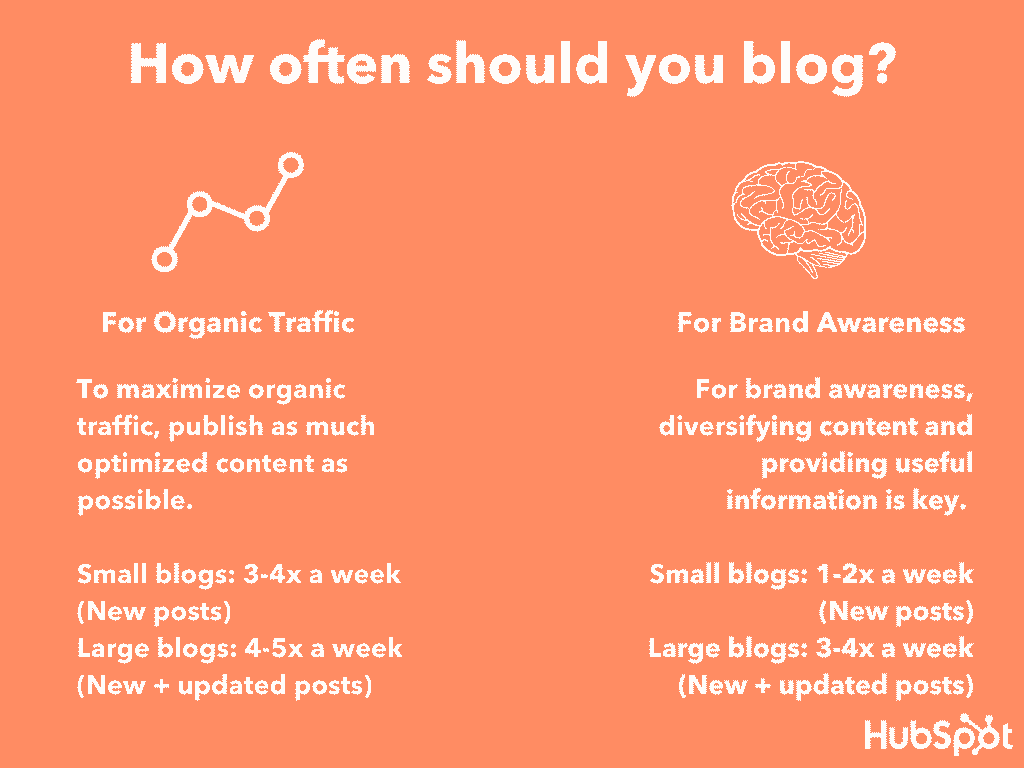 How often should you blog?
For Organic Traffic
To maximize organic
traffic, publish as much
optimized content as
possible.
Small blogs: 3-4x a week
(New posts)
Large blogs: 4-5x a week
(New + updated posts)
For Brand Awareness
For brand awareness,
diversifying content and
providing useful
information is key.
Small blogs: 1-2x a week
(New posts)
Large blogs: 3-4x a week
(New + updated posts)
HubSpot